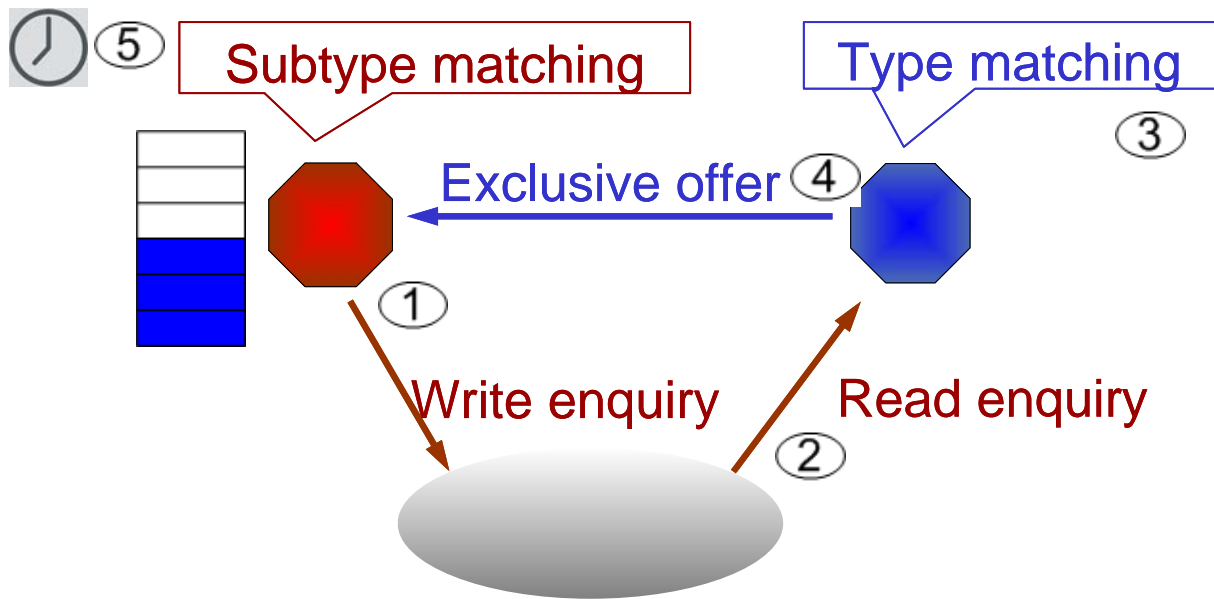 5
Subtype matching
Type matching
3
Exclusive offer
4
1
Write enquiry
Read enquiry
2